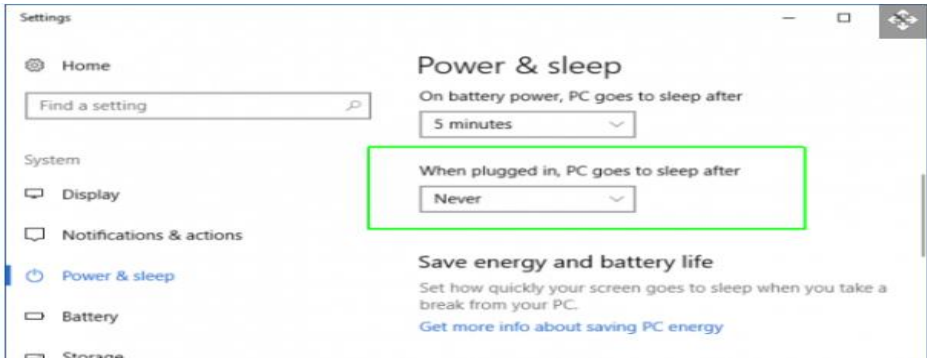 Settings
Home
Find a setting
System
Display
Notifications & actions
Power & sleep
Battery
Storage
Power & sleep
On battery power, PC goes to sleep after
5 minutes
When plugged in, PC goes to sleep after
Never
Save energy and battery life
Set how quickly your screen goes to sleep when you take a
break from your PC.
Get more info about saving PC energy